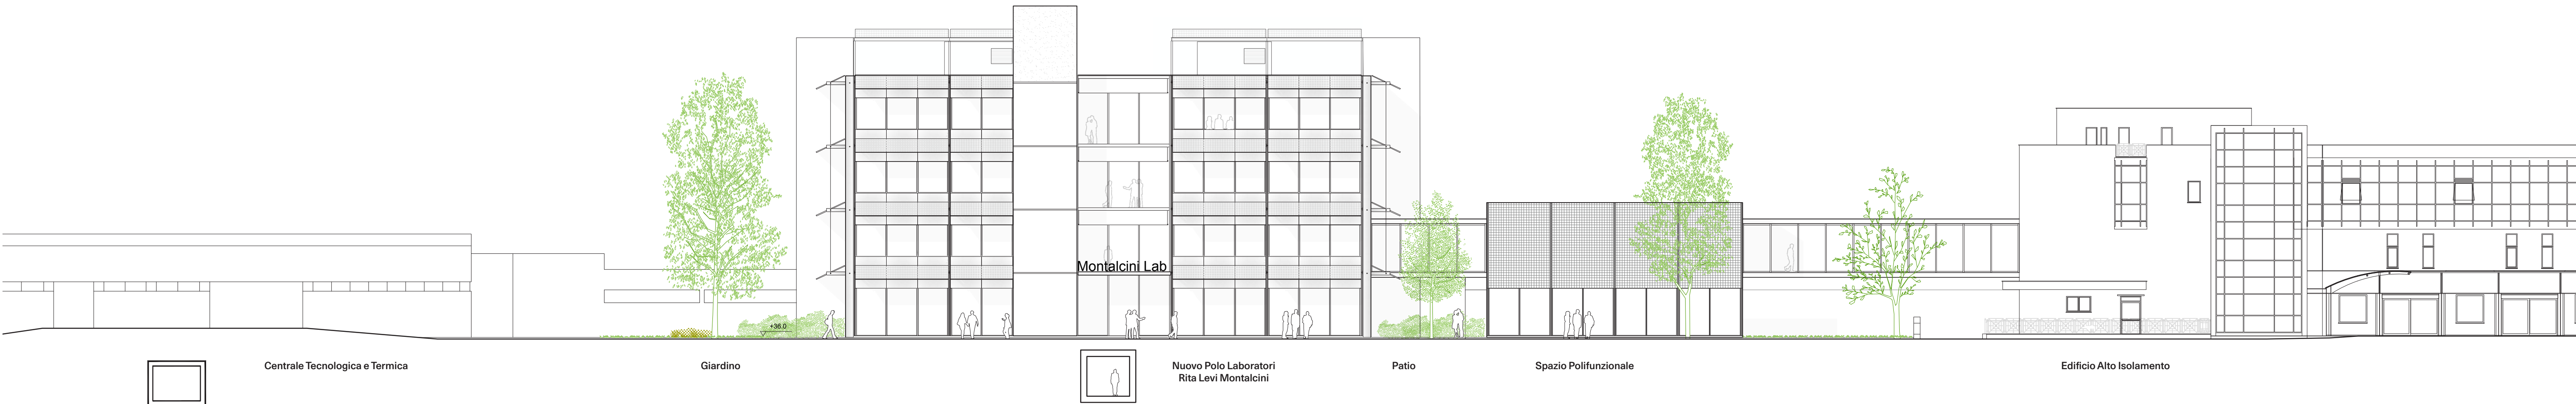 Montalcini Lab
+36.0
Centrale Tecnologica e Termica
Giardino
Nuovo Polo Laboratori
Rita Levi Montalcini
Patio
Spazio Polifunzionale
Edificio Alto Isolamento